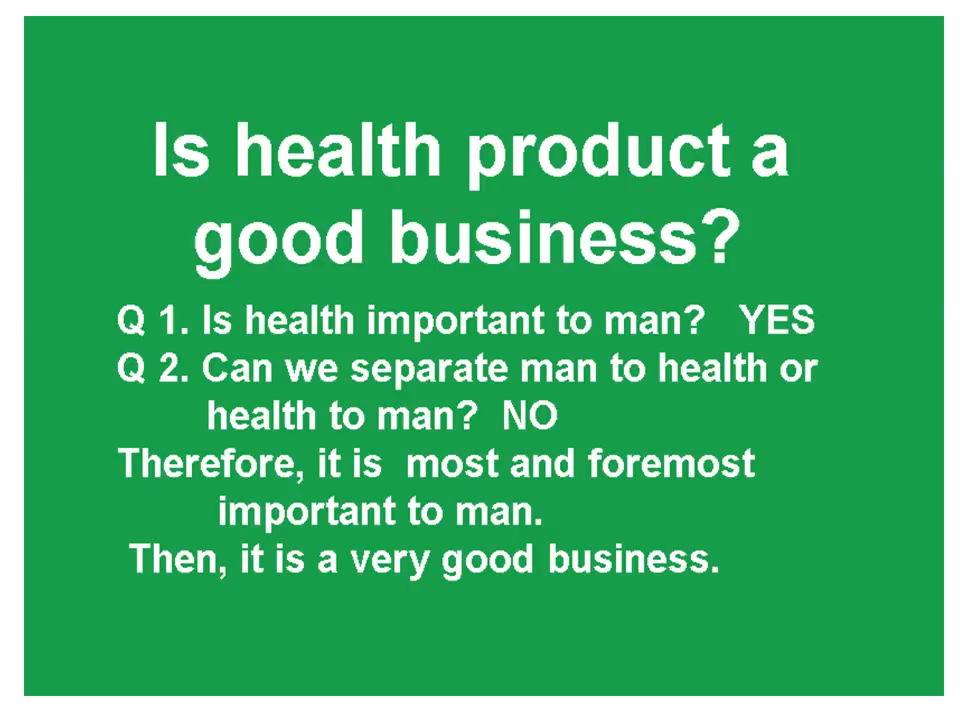 Is health product a
good business?
Q 1. Is health important to man? YES
Q 2. Can we separate man to health or
health to man? NO
Therefore, it is most and foremost
important to man.
Then, it is a very good business.